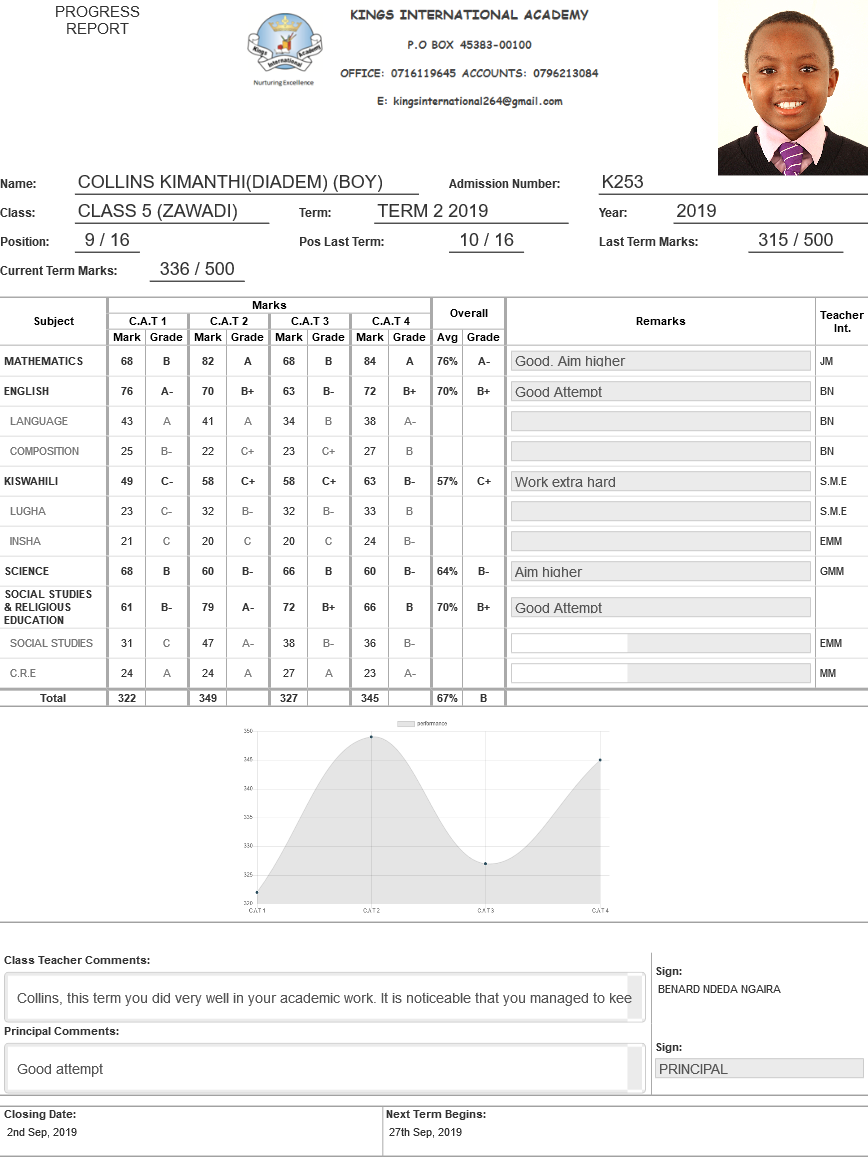 PROGRESS
REPORT
Kings International Academy
Nurturing Excellence
KINGS INTERNATIONAL ACADEMY
P.O BOX 45383-00100
OFFICE: 0716119645 ACCOUNTS: 0796213084
E: kingsinternational264@gmail.com
Name: COLLINS KIMANTHI(DIADEM) (BOY) Admission Number: K253
Class: CLASS 5 (ZAWADI) Term: TERM 2 2019 Year: 2019
Position: 9 / 16 Pos Last Term: 10 / 16 Last Term Marks: 315 / 500
Current Term Marks: 336 / 500
Subject Marks Overall Remarks Teacher Int.
C.A.T 1 C.A.T 2 C.A.T 3 C.A.T 4
Mark Grade Mark Grade Mark Grade Mark Grade Avg Grade
MATHEMATICS 68 B 82 A 68 B 84 A 76% A- Good. Aim higher JM
ENGLISH 76 A- 70 B+ 63 B- 72 B+ 70% B+ Good Attempt BN
LANGUAGE 43 A 41 A 34 B 38 A- BN
COMPOSITION 25 B- 22 C+ 23 C+ 27 B BN
KISWAHILI 49 C- 58 C+ 58 C+ 63 B- 57% C+ Work extra hard S.M.E
LUGHA 23 C- 32 B- 32 B- 33 B S.M.E
INSHA 21 C 20 C 20 C 24 B- EMM
SCIENCE 68 B 60 B- 66 B 60 B- 64% B- Aim higher GMM
SOCIAL STUDIES
& RELIGIOUS
EDUCATION 61 B- 79 A- 72 B+ 66 B 70% B+ Good Attempt
SOCIAL STUDIES 31 C 47 A- 38 B- 36 B- EMM
C.R.E 24 A 24 A 27 A 23 A- MM
Total 322 349 327 345 67% B
performance
350
345
340
335
330
325
320
C.A.T 1 C.A.T 2 C.A.T 3 C.A.T 4
Class Teacher Comments:
Collins, this term you did very well in your academic work. It is noticeable that you managed to kee
Sign:
BENARD NDEDA NGAIRA
Principal Comments:
Good attempt
Sign:
PRINCIPAL
Closing Date: Next Term Begins:
2nd Sep, 2019 27th Sep, 2019